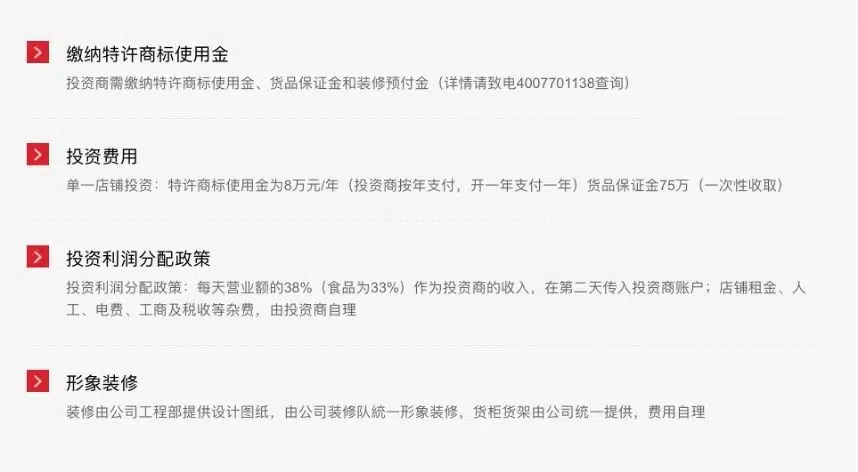 缴纳特许商标使用金
投资商需缴纳特许商标使用金、货品保证金和装修预付金（详情请致电4007701138查询）
投资费用
单一店铺投资：特许商标使用金为8万元/年（投资商按年支付，开一年支付一年）货品保证金75万（一次性收取）
投资利润分配政策
投资利润分配政策：每天营业额的38%（食品为33%）作为投资商的收入，在第二天传入投资商账户；店铺租金、人
工、电费、工商及税收等杂费，由投资商自理
形象装修
装修由公司工程部提供设计图纸，由公司装修队統一形象装修，货柜货架由公司统一提供，费用自理